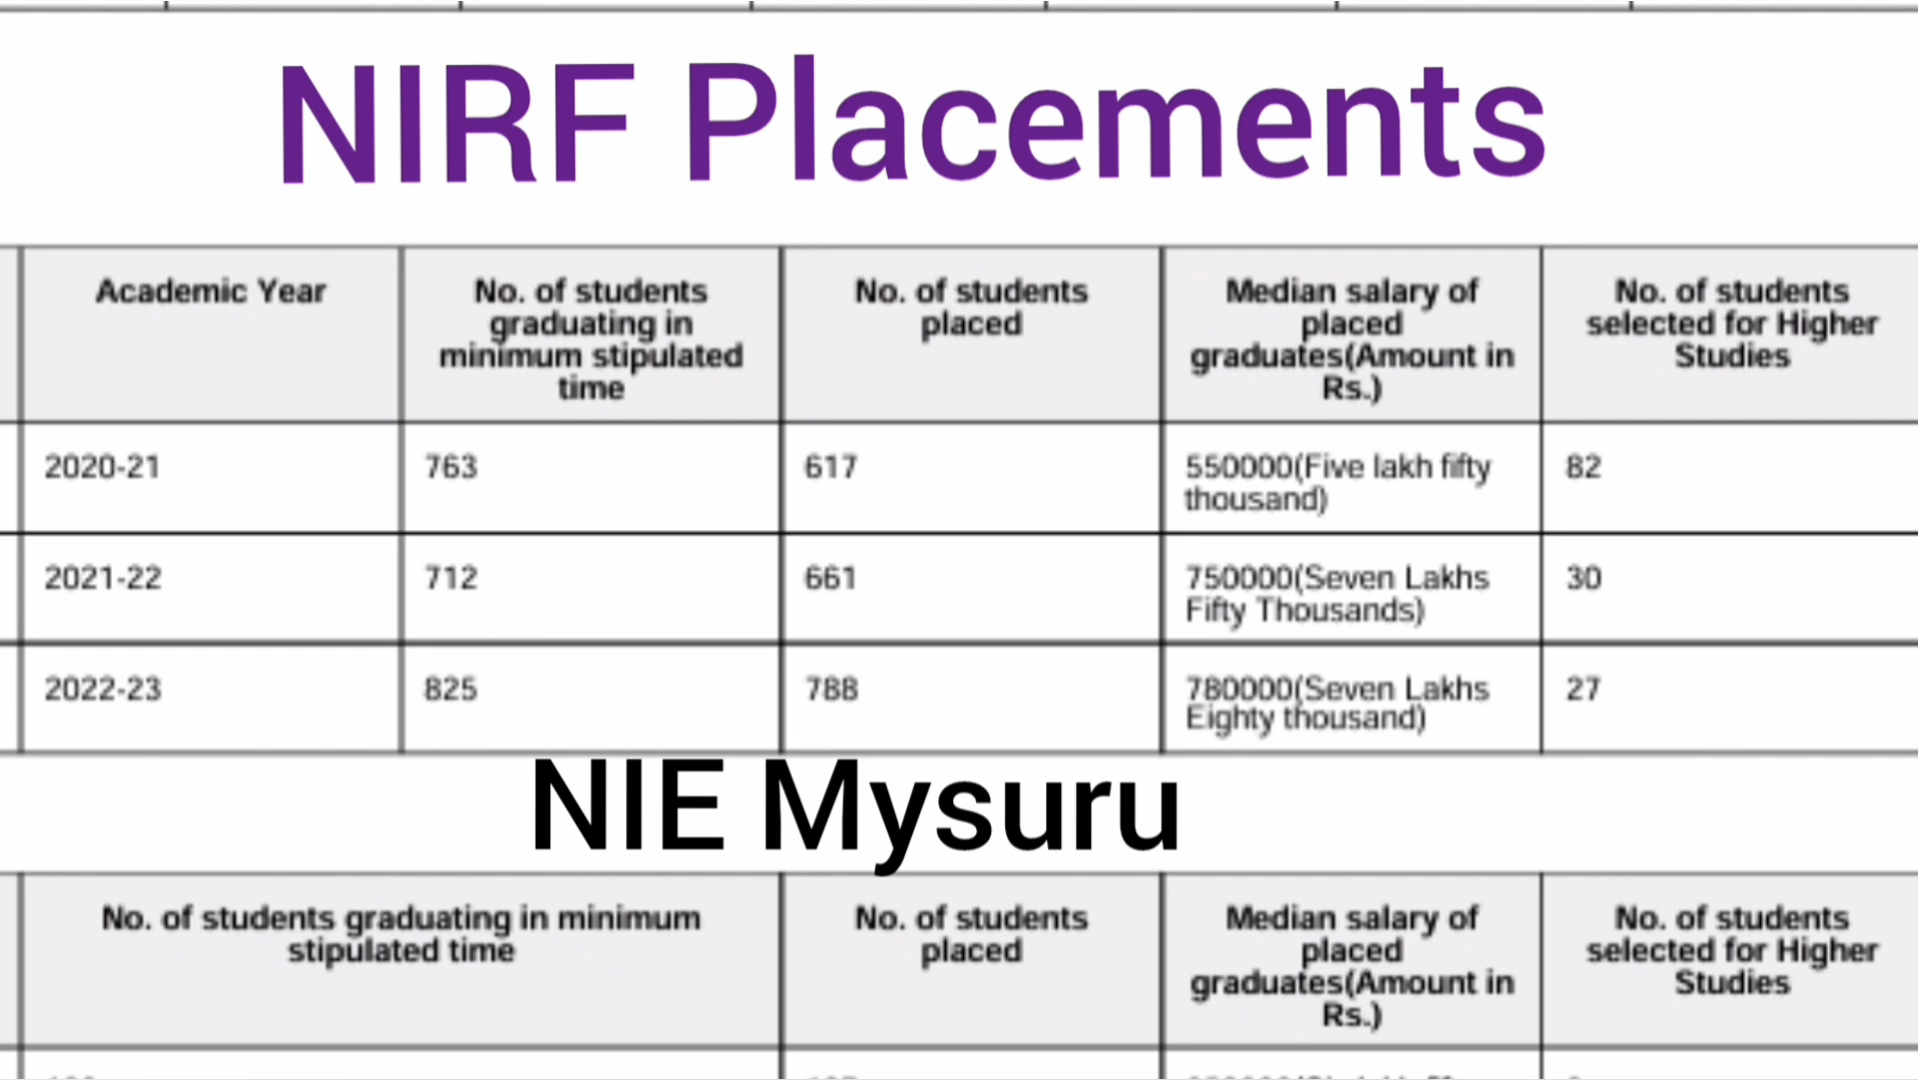 NIRF Placements
Academic Year
No. of students
graduating in
minimum stipulated
time
No. of students
placed
Median salary of
placed
graduates(Amount in
Rs.)
No. of students
selected for Higher
Studies
2020-21
763
617
550000(Five lakh fifty
thousand)
82
2021-22
712
661
750000(Seven Lakhs
Fifty Thousands)
30
2022-23
825
788
780000(Seven Lakhs
Eighty thousand)
27
NIE Mysuru
No. of students graduating in minimum
stipulated time
No. of students
placed
Median salary of
placed
graduates(Amount in
Rs.)
No. of students
selected for Higher
Studies